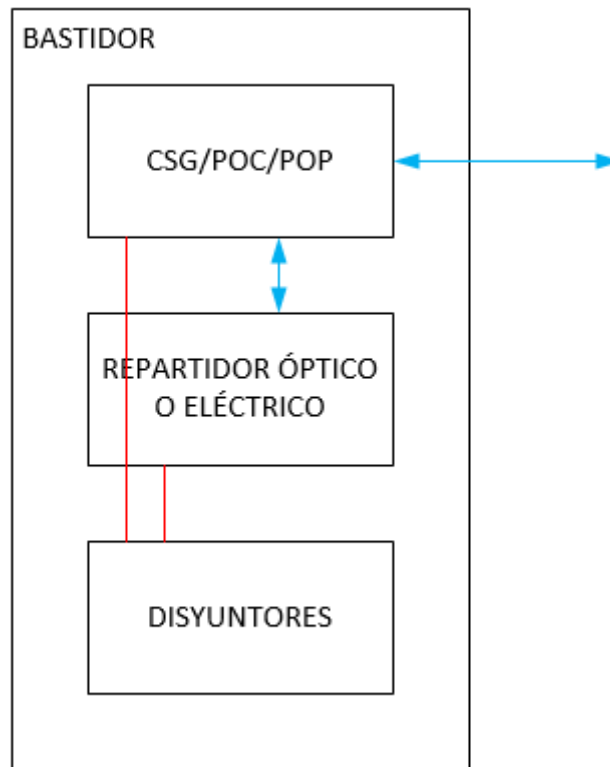 BASTIDOR
CSG/POC/POP
REPARTIDOR ÓPTICO
O ELÉCTRICO
DISYUNTORES